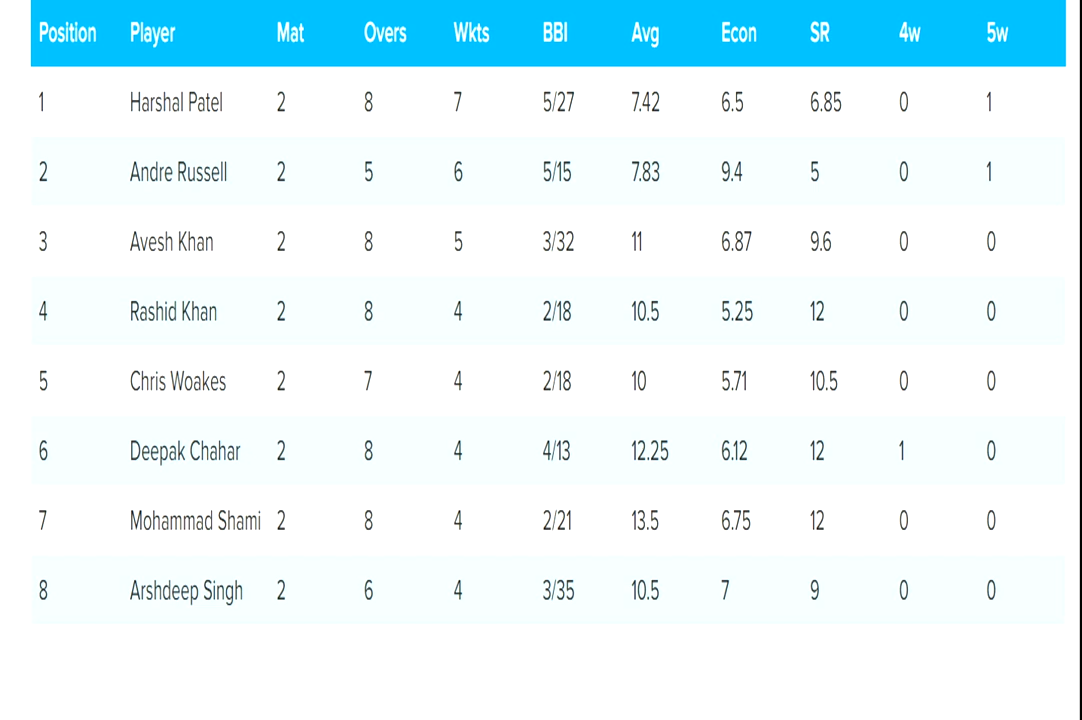 Position Player Mat Overs Wkts BBI Avg Econ SR 4w 5w
1 Harshal Patel 2 8 7 5/27 7.42 6.5 6.85 0 1
2 Andre Russell 2 5 6 5/15 7.83 9.4 5 0 1
3 Avesh Khan 2 8 5 3/32 11 6.87 9.6 0 0
4 Rashid Khan 2 8 4 2/18 10.5 5.25 12 0 0
5 Chris Woakes 2 7 4 2/18 10 5.71 10.5 0 0
6 Deepak Chahar 2 8 4 4/13 12.25 6.12 12 1 0
7 Mohammad Shami 2 8 4 2/21 13.5 6.75 12 0 0
8 Arshdeep Singh 2 6 4 3/35 10.5 7 9 0 0